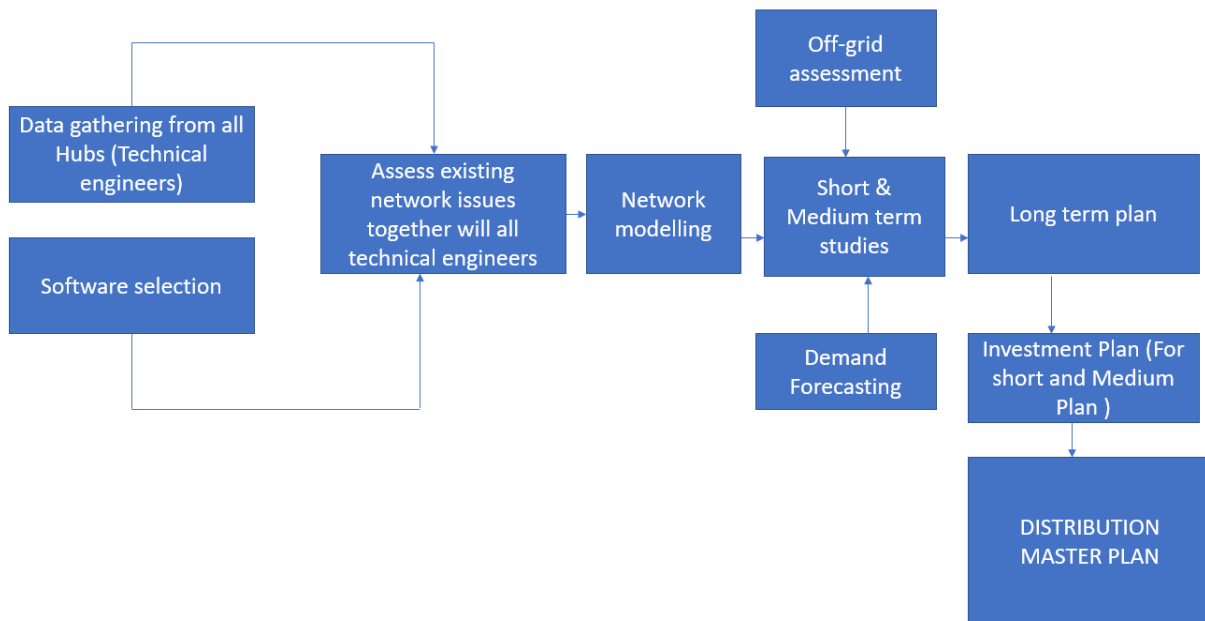 Off-grid
assessment
Data gathering from all
Hubs (Technical
engineers)
Assess existing
network issues
together will all
technical engineers
Network
modelling
Short &
Medium term
studies
Long term plan
Software selection
Demand
Forecasting
Investment Plan (For
short and Medium
Plan )
DISTRIBUTION
MASTER PLAN